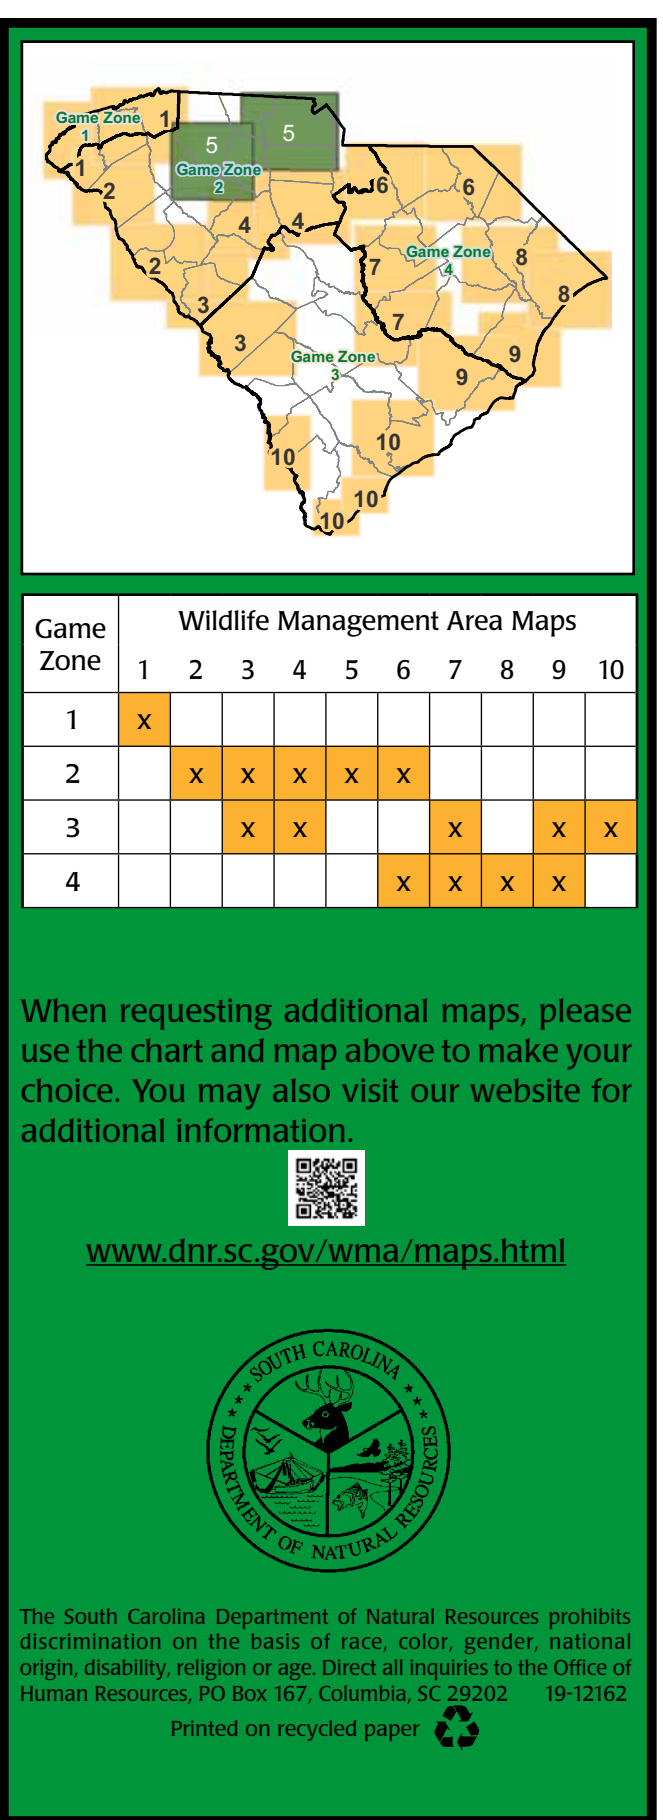 Game Zone
1
1
5
5
1
Game Zone
2
2
6
6
4
4
Game Zone
4
8
2
7
8
3
7
3
Game Zone
3
9
9
10
10
10
10
Game
Zone
Wildlife Management Area Maps
1 2 3 4 5 6 7 8 9 10
1 x
2 x x x x x
3 x x x x x
4 x x x x
When requesting additional maps, please
use the chart and map above to make your
choice. You may also visit our website for
additional information.
www.dnr.sc.gov/wma/maps.html
SOUTH CAROLINA
DEPARTMENT OF NATURAL RESOURCES
The South Carolina Department of Natural Resources prohibits
discrimination on the basis of race, color, gender, national
origin, disability, religion or age. Direct all inquiries to the Office of
Human Resources, PO Box 167, Columbia, SC 29202 19-12162
Printed on recycled paper